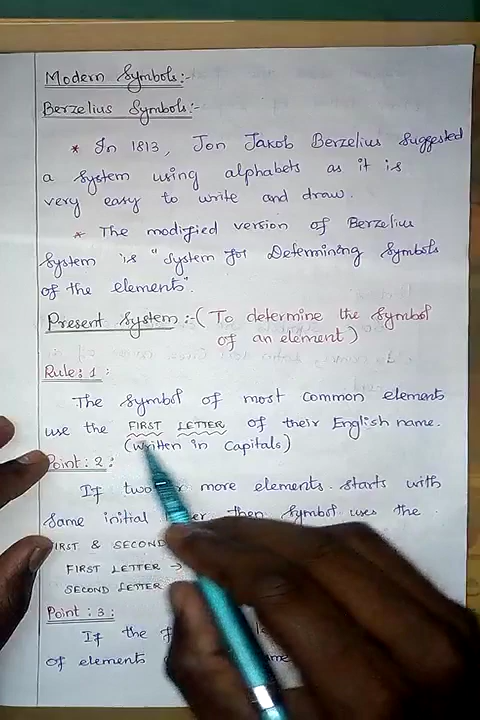 Modern Symbols:-
Berzelius Symbols:-
* In 1813, Jon Jakob Berzelius suggested
a system using alphabets as it is
very easy to write and draw.
* The modified version of Berzelius
system is "system for Determining symbols
of the elements".
Present System:-(To determine the symbol
of an element)
Rule:1:
The symbol of most common elements
use the FIRST LETTER of their English name.
(written in capitals)
Point:2:
If two more elements. starts with
same initial then symbol uses the
FIRST & SECOND
FIRST LETTER →
SECOND LETTER
Point:3:
If the
of elements